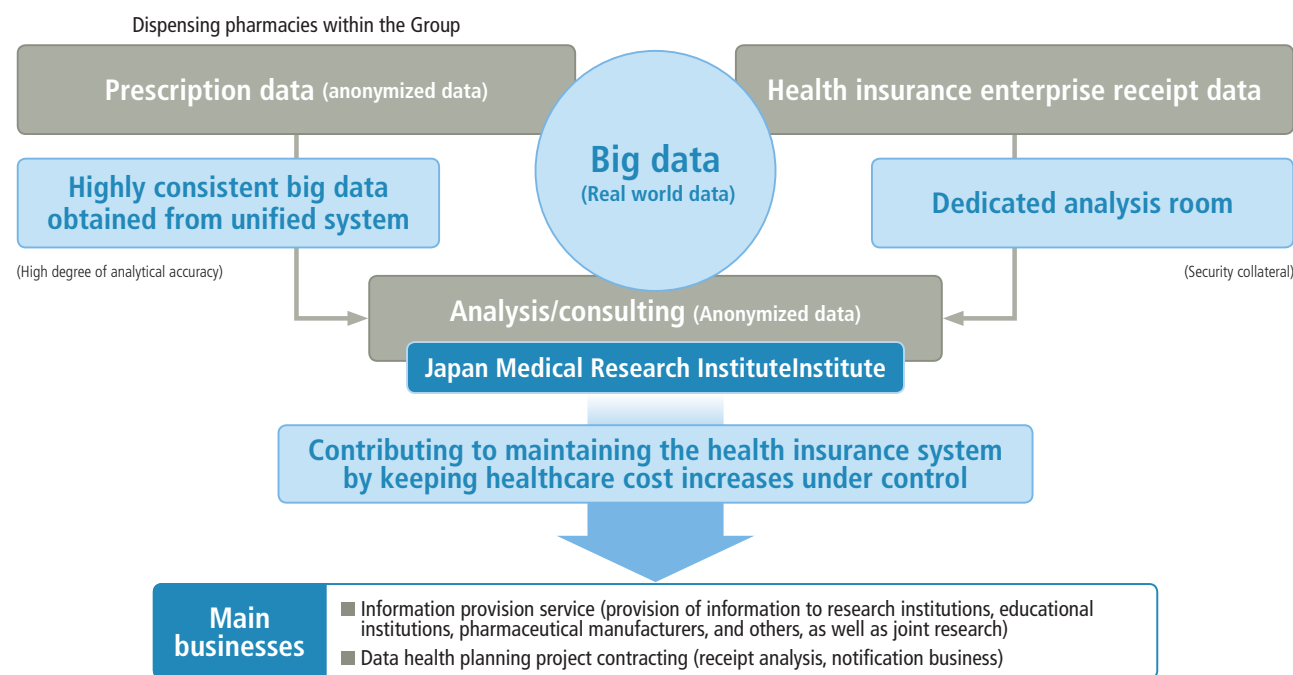 Dispensing pharmacies within the Group
Prescription data (anonymized data)
Health insurance enterprise receipt data
Big data
(Real world data)
Highly consistent big data
obtained from unified system
Dedicated analysis room
(High degree of analytical accuracy)
(Security collateral)
Analysis/consulting (Anonymized data)
Japan Medical Research InstituteInstitute
Contributing to maintaining the health insurance system
by keeping healthcare cost increases under control
Main
businesses
■ Information provision service (provision of information to research institutions, educational
institutions, pharmaceutical manufacturers, and others, as well as joint research)
■ Data health planning project contracting (receipt analysis, notification business)